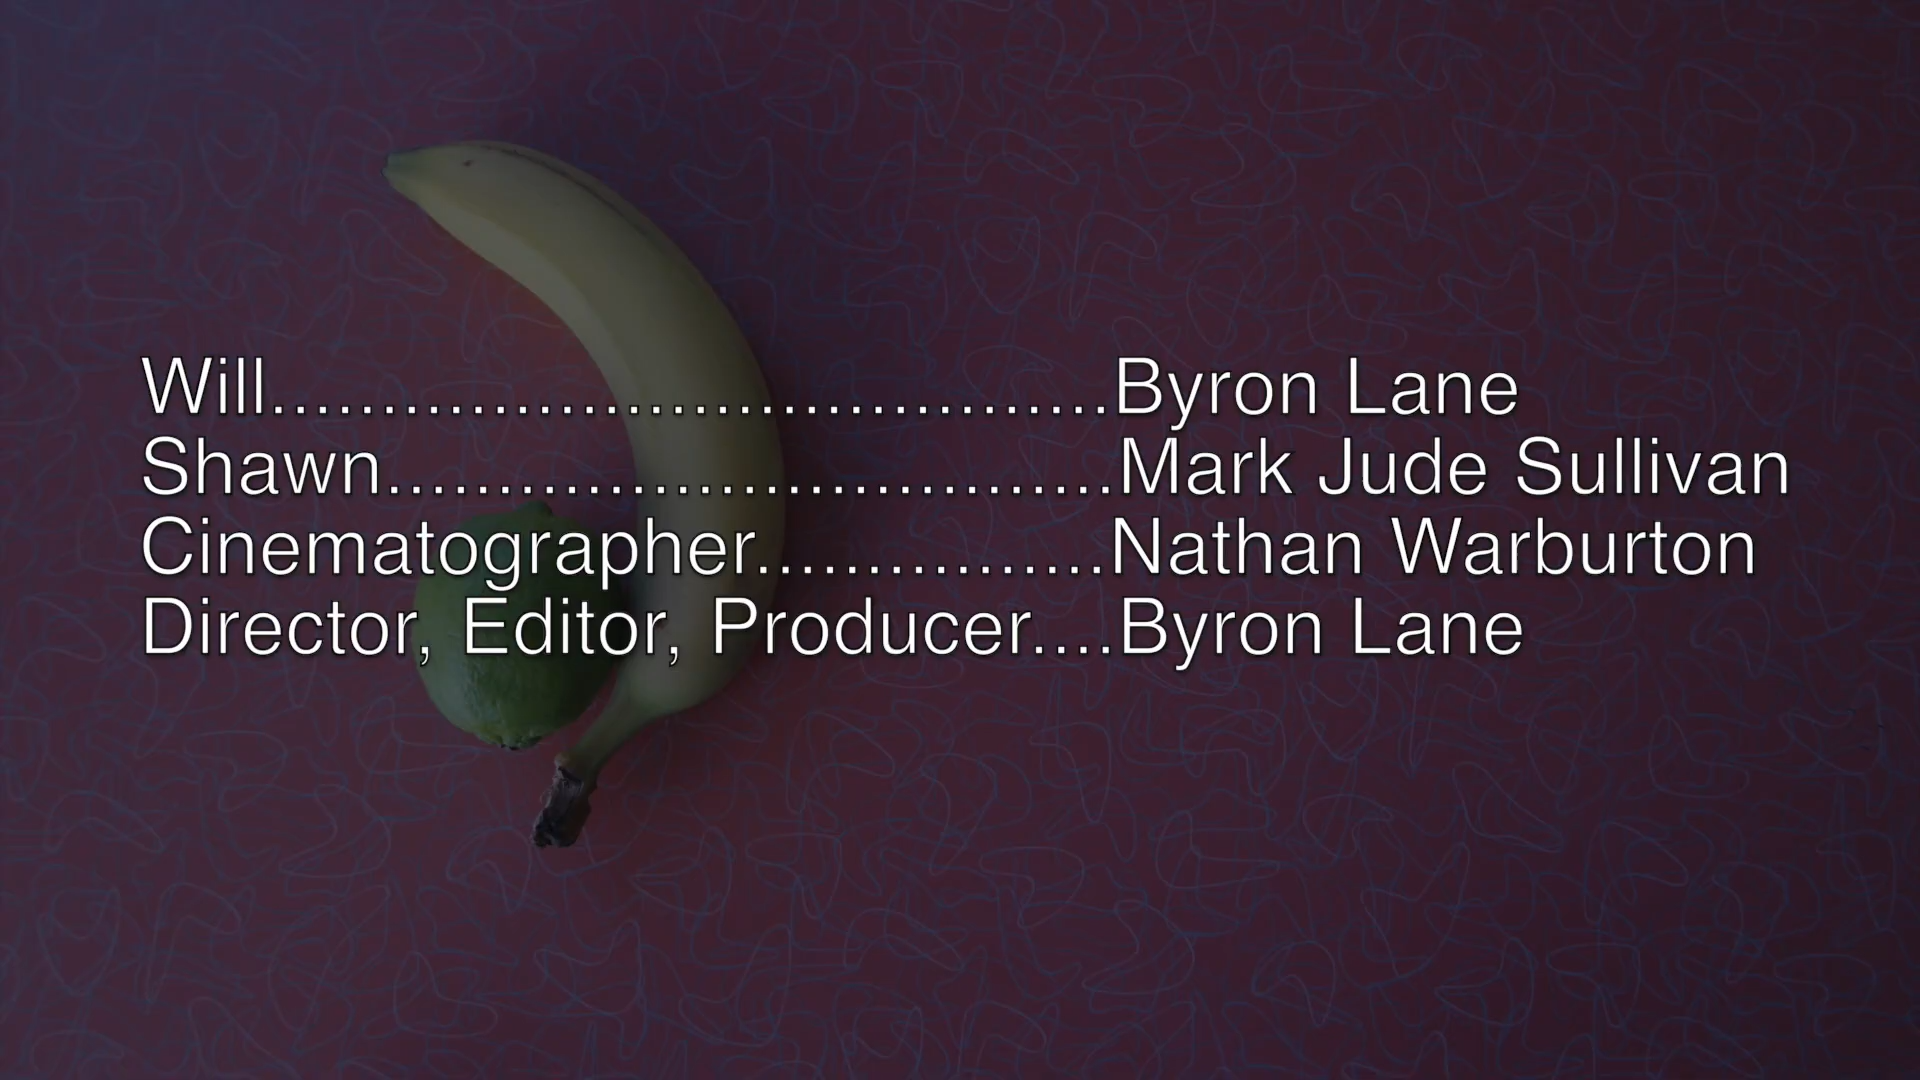 Will..............................Byron Lane
Shawn..........................Mark Jude Sullivan
Cinematographer.............Nathan Warburton
Director, Editor, Producer....Byron Lane